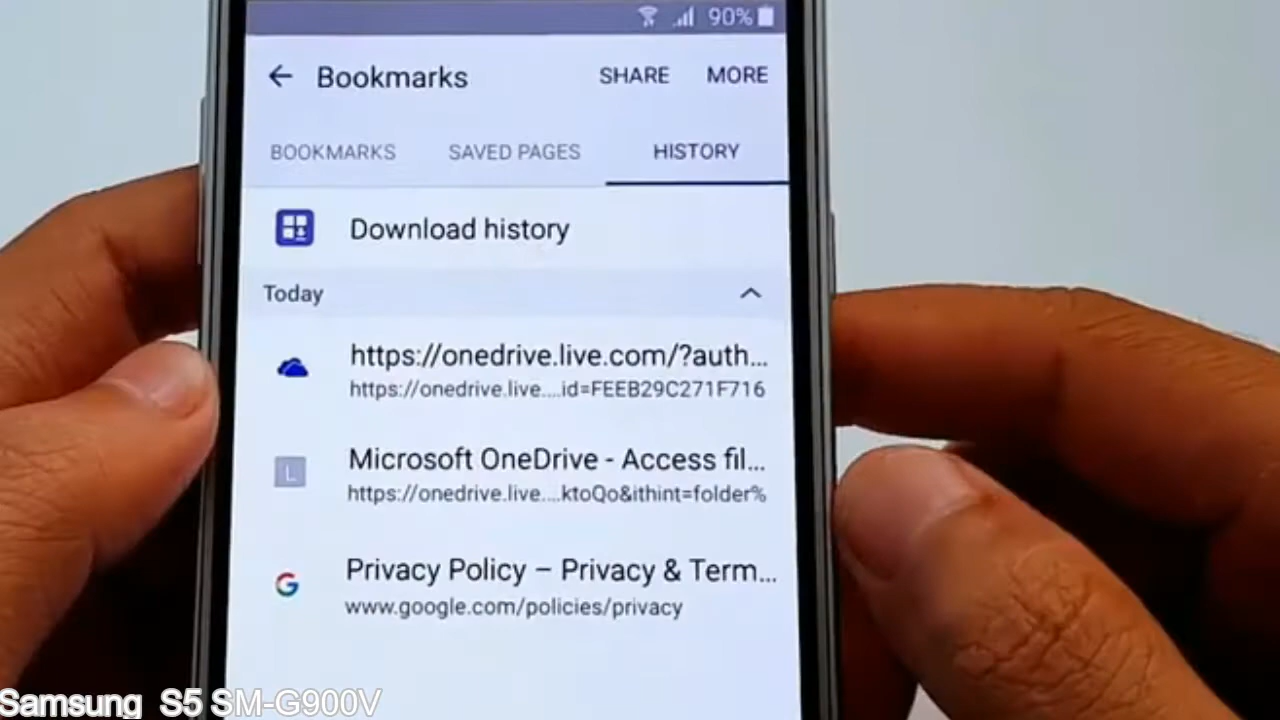 90%
Bookmarks SHARE MORE
BOOKMARKS SAVED PAGES HISTORY
Download history
Today
https://onedrive.live.com/?auth...
https://onedrive.live....id=FEEB29C271F716
L
Microsoft OneDrive - Access fil...
https://onedrive.live....ktoQo&ithint=folder%
G
Privacy Policy – Privacy & Term...
www.google.com/policies/privacy
Samsung S5 SM-G900V